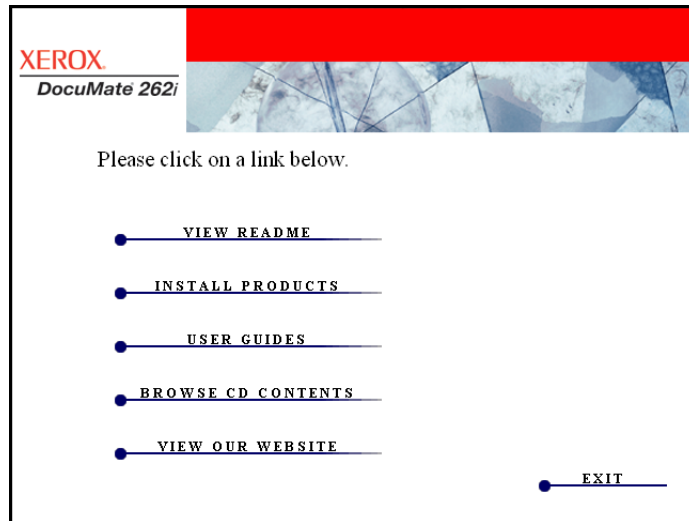 XEROX.
DocuMate 262i
Please click on a link below.
VIEW README
INSTALL PRODUCTS
USER GUIDES
BROWSE CD CONTENTS
VIEW OUR WEBSITE
EXIT